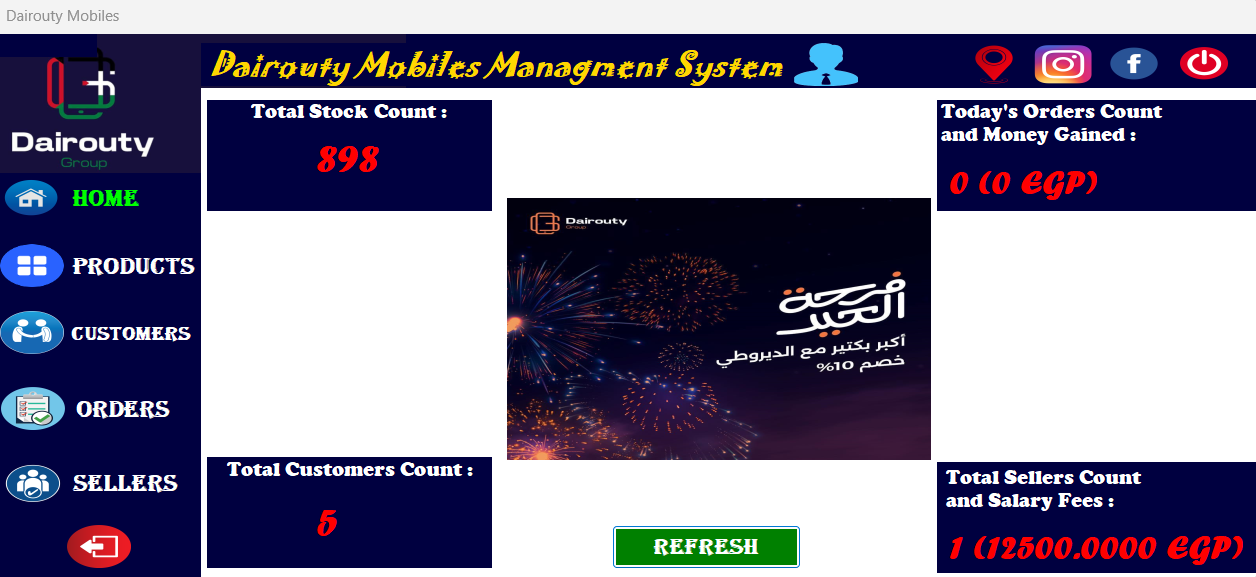 Dairouty Mobiles
Dairouty Mobiles Managment System
Dairouty
Group
HOME
PRODUCTS
CUSTOMERS
ORDERS
SELLERS
Total Stock Count :
898
Total Customers Count :
5
Dairouty
Group
فرحة
العيد
أكبر بكتير مع الديروطي
خصم 10%
REFRESH
Today's Orders Count
and Money Gained :
0 (0 EGP)
Total Sellers Count
and Salary Fees :
1 (12500.0000 EGP)